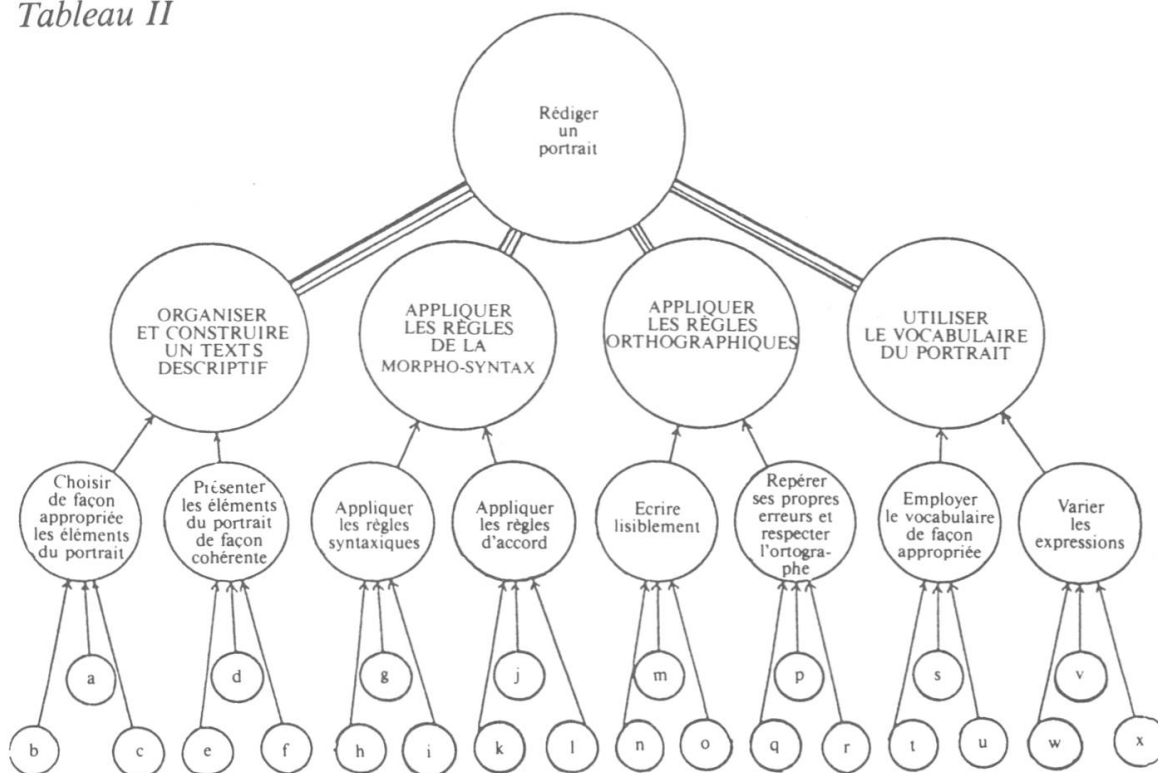 Tableau II
Rédiger
un
portrait
ORGANISER
ET CONSTRUIRE
UN TEXTS
DESCRIPTIF
APPLIQUER
LES RÈGLES
DE LA
MORPHO-SYNTAX
APPLIQUER
LES RÈGLES
ORTHOGRAPHIQUES
UTILISER
LE VOCABULAIRE
DU PORTRAIT
Choisir
de façon
appropriée
les éléments
du portrait
Présenter
les éléments
du portrait
de façon
cohérente
Appliquer
les règles
syntaxiques
Appliquer
les règles
d'accord
Ecrire
lisiblement
Repérer
ses propres
erreurs et
respecter
l'ortogra-
phe
Employer
le vocabulaire
de façon
appropriée
Varier
les
expressions
a
d
g
j
m
p
s
v
b
c
e
f
h
i
k
l
n
o
q
r
t
u
w
x